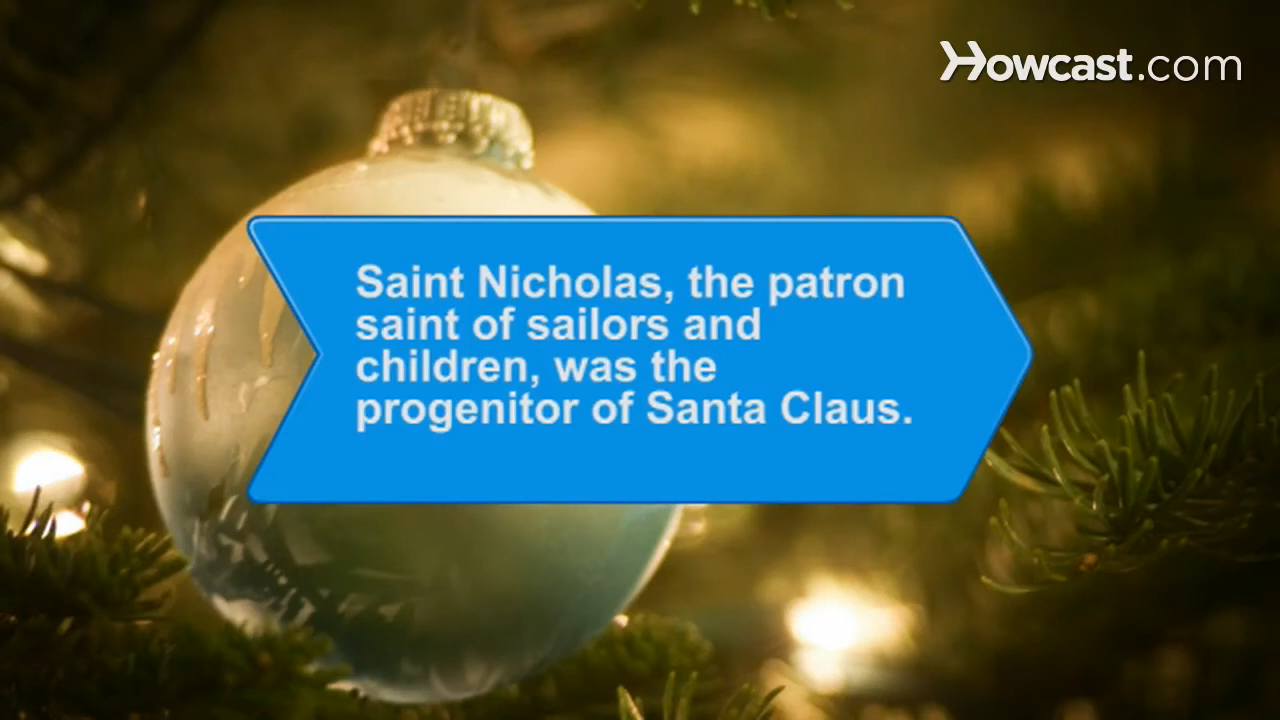 Howcast.com
Saint Nicholas, the patron
saint of sailors and
children, was the
progenitor of Santa Claus.